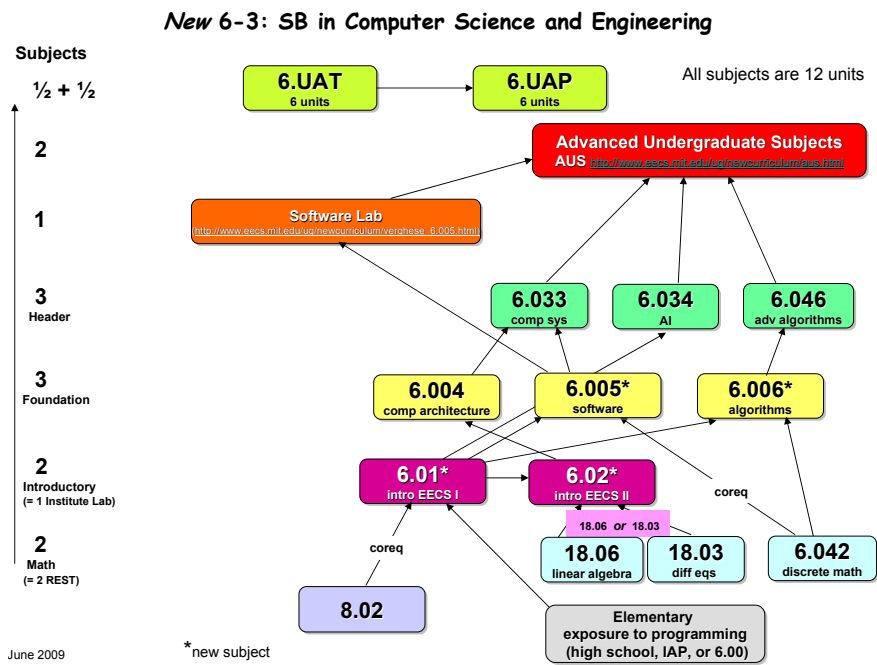 New 6-3: SB in Computer Science and Engineering
Subjects
½ + ½
6.UAT
6 units
6.UAP
6 units
All subjects are 12 units
2
Advanced Undergraduate Subjects
AUS http://www.eecs.mit.edu/ug/newcurriculum/aus.html
1
Software Lab
(http://www.eecs.mit.edu/ug/newcurriculum/verghese_6.005.html)
3
Header
6.033
comp sys
6.034
AI
6.046
adv algorithms
3
Foundation
6.004
comp architecture
6.005*
software
6.006*
algorithms
2
Introductory
(= 1 Institute Lab)
6.01*
intro EECS I
6.02*
intro EECS II
coreq
18.06 or 18.03
2
Math
(= 2 REST)
coreq
18.06
linear algebra
18.03
diff eqs
6.042
discrete math
8.02
Elementary
exposure to programming
(high school, IAP, or 6.00)
June 2009
*new subject